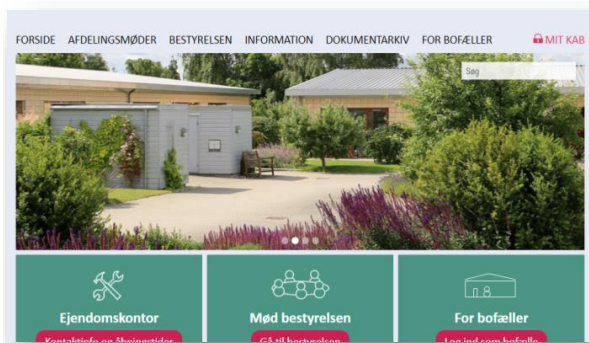 FORSIDE AFDELINGSMØDER BESTYRELSEN INFORMATION DOKUMENTARKIV FOR BOFÆLLER MIT KAB
Søg
Ejendomskontor Mød bestyrelsen For bofæller
Kontaktinfo og åbningstider Gå til bestyrelsen Log ind som bofælle